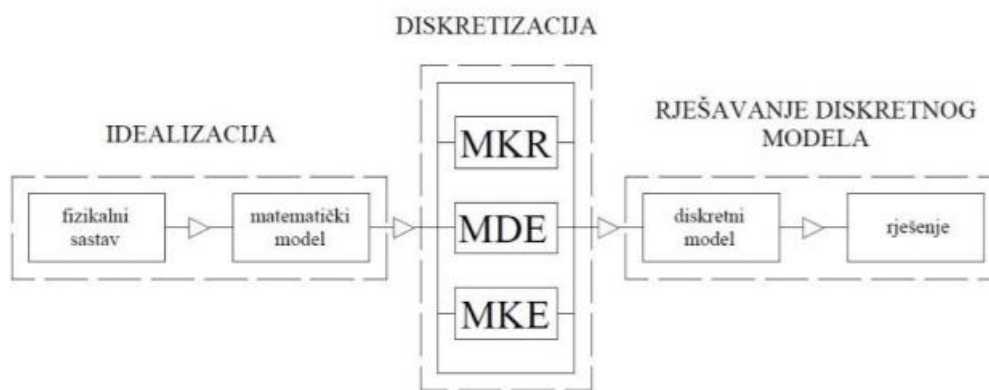 DISKRETIZACIJA
IDEALIZACIJA
fizikalni
sastav
matematički
model
MKR
MDE
MKE
RJEŠAVANJE DISKRETNOG
MODELA
diskretni
model
rješenje